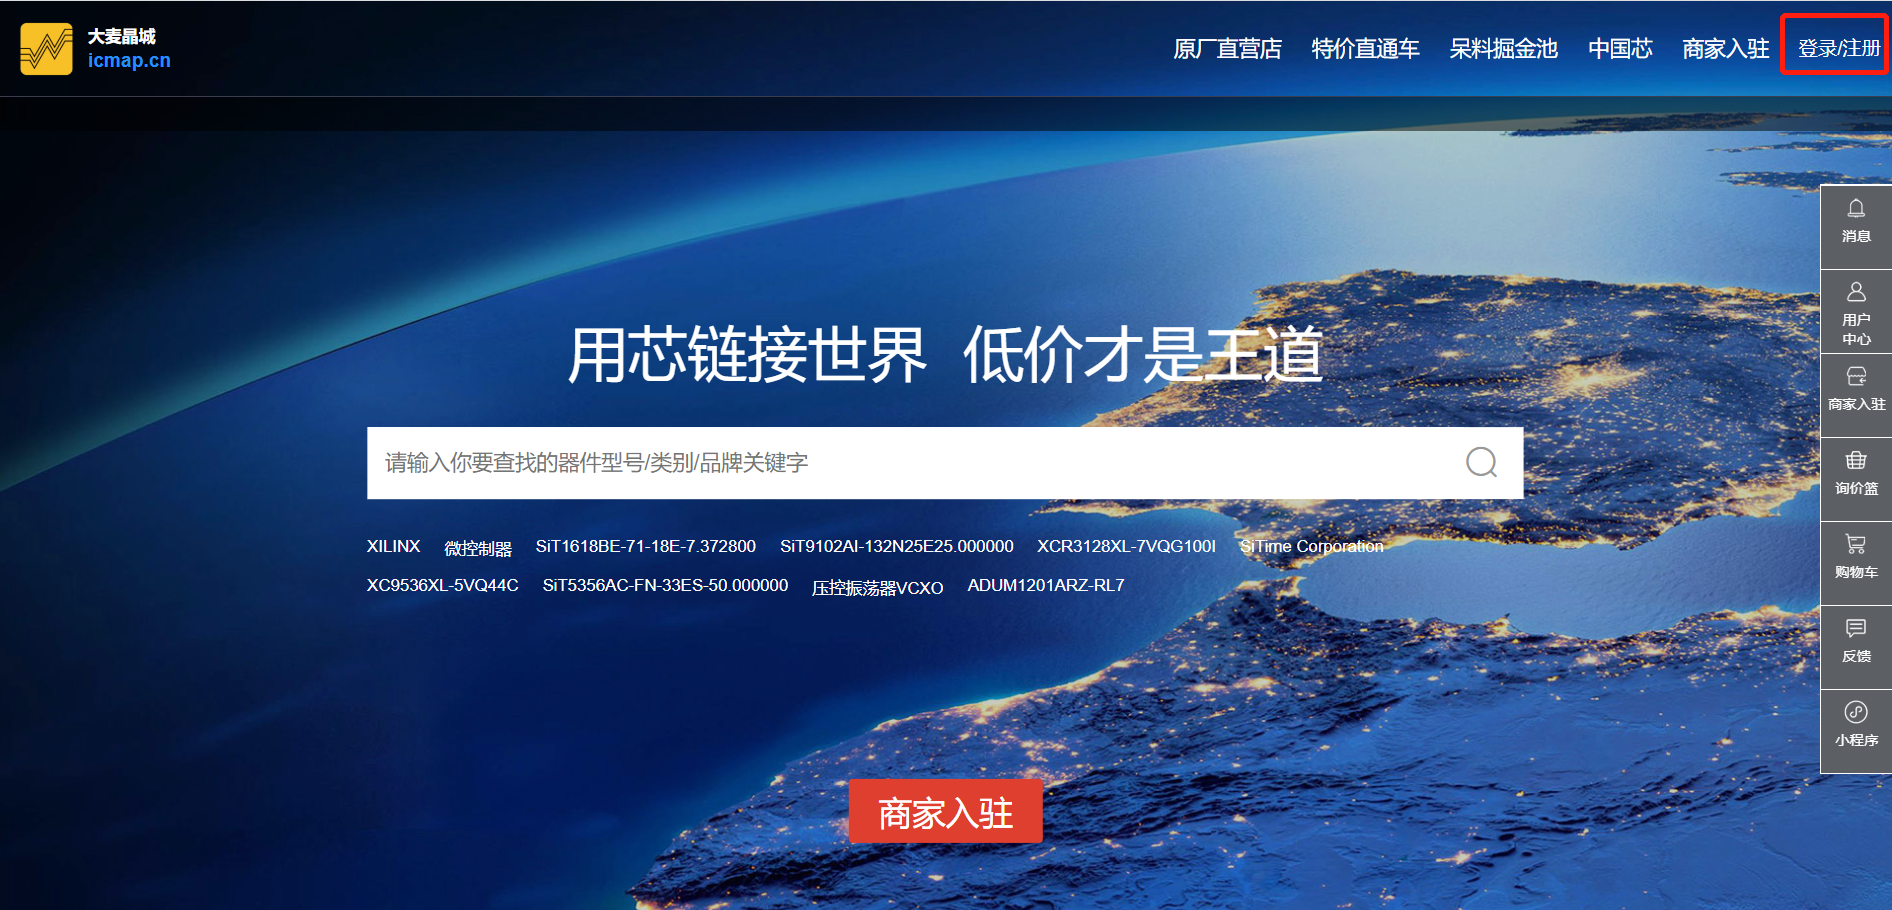 大麦晶城
icmap.cn
原厂直营店 特价直通车 呆料掘金池 中国芯 商家入驻 登录/注册
消息
用户
中心
商家入驻
询价篮
购物车
反馈
小程序
用芯链接世界 低价才是王道
请输入你要查找的器件型号/类别/品牌关键字
XILINX 微控制器 SiT1618BE-71-18E-7.372800 SiT9102AI-132N25E25.000000 XCR3128XL-7VQG100I SiTime Corporation
XC9536XL-5VQ44C SiT5356AC-FN-33ES-50.000000 压控振荡器VCXO ADUM1201ARZ-RL7
商家入驻